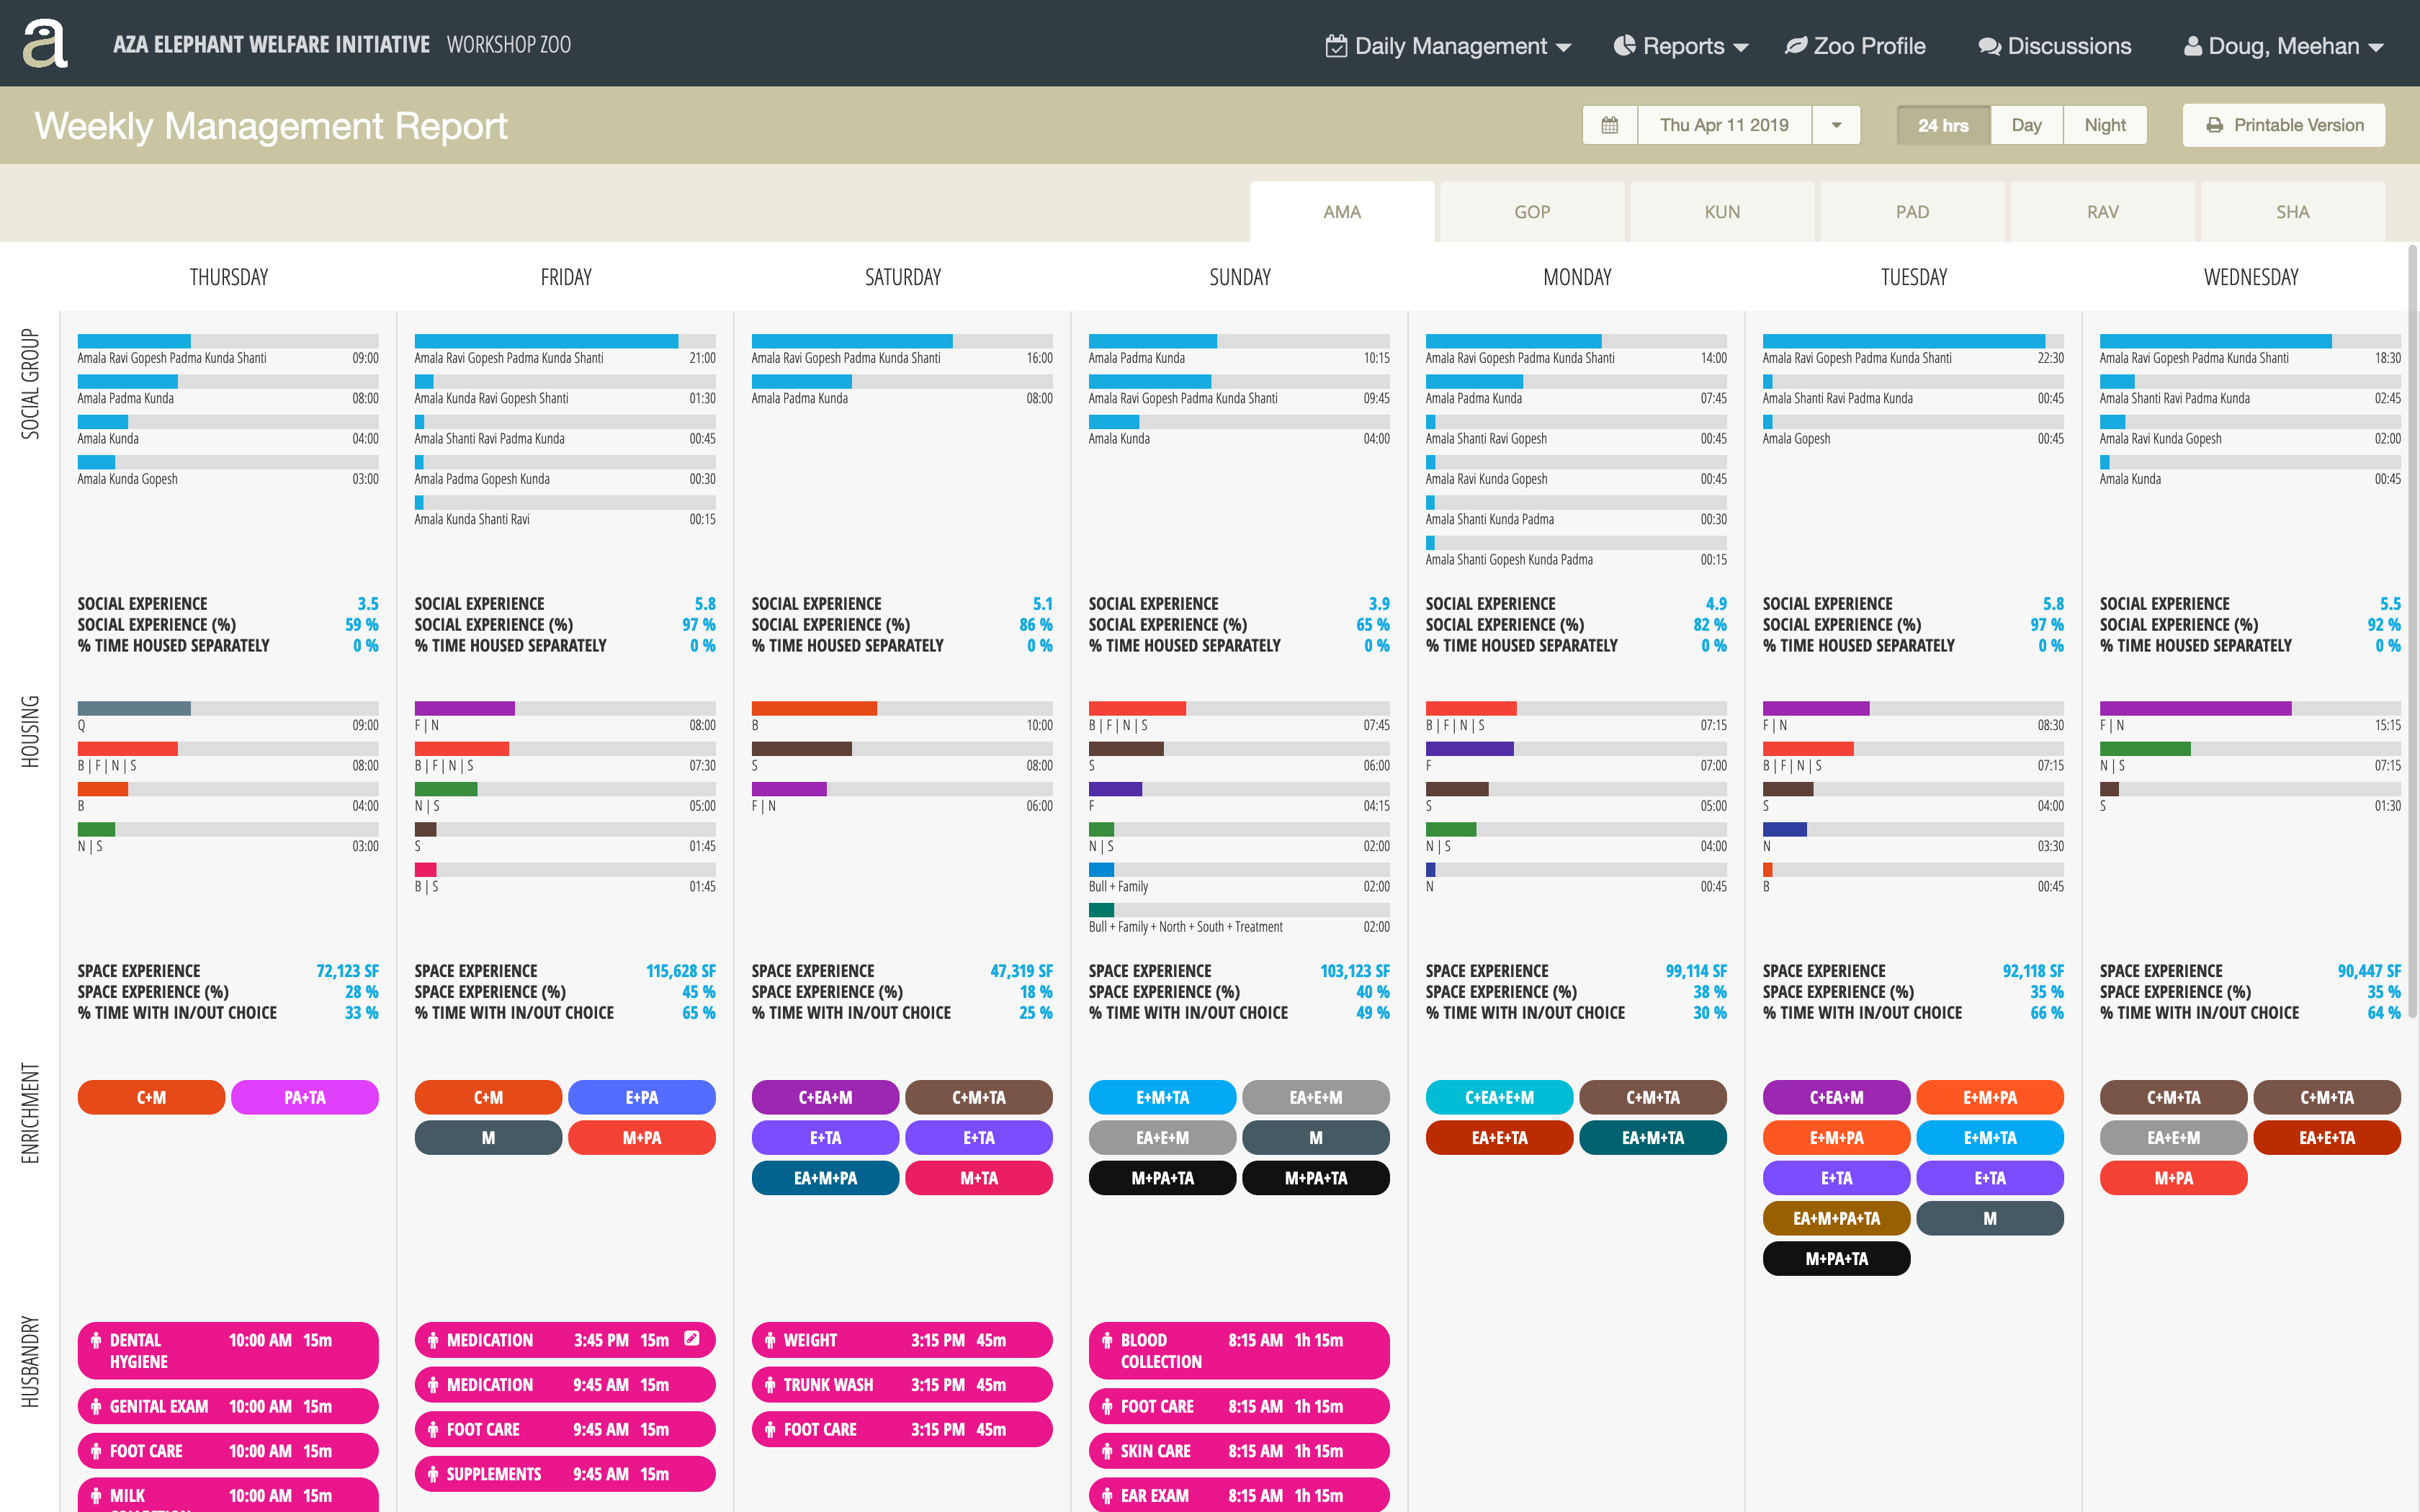 a AZA ELEPHANT WELFARE INITIATIVE WORKSHOP ZOO Daily Management Reports Zoo Profile Discussions Doug, Meehan
Weekly Management Report Thu Apr 11 2019 24 hrs Day Night Printable Version
AMA GOP KUN PAD RAV SHA
THURSDAY FRIDAY SATURDAY SUNDAY MONDAY TUESDAY WEDNESDAY
SOCIAL GROUP
Amala Ravi Gopesh Padma Kunda Shanti 09:00
Amala Padma Kunda 08:00
Amala Kunda 04:00
Amala Kunda Gopesh 03:00
SOCIAL EXPERIENCE 3.5
SOCIAL EXPERIENCE (%) 59 %
% TIME HOUSED SEPARATELY 0 %
Amala Ravi Gopesh Padma Kunda Shanti 21:00
Amala Kunda Ravi Gopesh Shanti 01:30
Amala Shanti Ravi Padma Kunda 00:45
Amala Padma Gopesh Kunda 00:30
Amala Kunda Shanti Ravi 00:15
SOCIAL EXPERIENCE 5.8
SOCIAL EXPERIENCE (%) 97 %
% TIME HOUSED SEPARATELY 0 %
Amala Ravi Gopesh Padma Kunda Shanti 16:00
Amala Padma Kunda 08:00
SOCIAL EXPERIENCE 5.1
SOCIAL EXPERIENCE (%) 86 %
% TIME HOUSED SEPARATELY 0 %
Amala Padma Kunda 10:15
Amala Ravi Gopesh Padma Kunda Shanti 09:45
Amala Kunda 04:00
SOCIAL EXPERIENCE 3.9
SOCIAL EXPERIENCE (%) 65 %
% TIME HOUSED SEPARATELY 0 %
Amala Ravi Gopesh Padma Kunda Shanti 14:00
Amala Padma Kunda 07:45
Amala Shanti Ravi Gopesh 00:45
Amala Ravi Kunda Gopesh 00:45
Amala Shanti Kunda Padma 00:30
Amala Shanti Gopesh Kunda Padma 00:15
SOCIAL EXPERIENCE 4.9
SOCIAL EXPERIENCE (%) 82 %
% TIME HOUSED SEPARATELY 0 %
Amala Ravi Gopesh Padma Kunda Shanti 22:30
Amala Shanti Ravi Padma Kunda 00:45
Amala Gopesh 00:45
SOCIAL EXPERIENCE 5.8
SOCIAL EXPERIENCE (%) 97 %
% TIME HOUSED SEPARATELY 0 %
Amala Ravi Gopesh Padma Kunda Shanti 18:30
Amala Shanti Ravi Padma Kunda 02:45
Amala Ravi Kunda Gopesh 02:00
Amala Kunda 00:45
SOCIAL EXPERIENCE 5.5
SOCIAL EXPERIENCE (%) 92 %
% TIME HOUSED SEPARATELY 0 %
HOUSING
Q 09:00
B | F | N | S 08:00
B 04:00
N | S 03:00
SPACE EXPERIENCE 72,123 SF
SPACE EXPERIENCE (%) 28 %
% TIME WITH IN/OUT CHOICE 33 %
F | N 08:00
B | F | N | S 07:30
N | S 05:00
S 01:45
B | S 01:45
SPACE EXPERIENCE 115,628 SF
SPACE EXPERIENCE (%) 45 %
% TIME WITH IN/OUT CHOICE 65 %
B 10:00
S 08:00
F | N 06:00
SPACE EXPERIENCE 47,319 SF
SPACE EXPERIENCE (%) 18 %
% TIME WITH IN/OUT CHOICE 25 %
B | F | N | S 07:45
S 06:00
F 04:15
N | S 02:00
Bull + Family 02:00
Bull + Family + North + South + Treatment 02:00
SPACE EXPERIENCE 103,123 SF
SPACE EXPERIENCE (%) 40 %
% TIME WITH IN/OUT CHOICE 49 %
B | F | N | S 07:15
F 07:00
S 05:00
N | S 04:00
N 00:45
SPACE EXPERIENCE 99,114 SF
SPACE EXPERIENCE (%) 38 %
% TIME WITH IN/OUT CHOICE 30 %
F | N 08:30
B | F | N | S 07:15
S 04:00
N 03:30
B 00:45
SPACE EXPERIENCE 92,118 SF
SPACE EXPERIENCE (%) 35 %
% TIME WITH IN/OUT CHOICE 66 %
F | N 15:15
N | S 07:15
S 01:30
SPACE EXPERIENCE 90,447 SF
SPACE EXPERIENCE (%) 35 %
% TIME WITH IN/OUT CHOICE 64 %
ENRICHMENT
C+M PA+TA
C+M E+PA
M M+PA
C+EA+M C+M+TA
E+TA E+TA
EA+M+PA M+TA
E+M+TA EA+E+M
EA+E+M M
M+PA+TA M+PA+TA
C+EA+E+M C+M+TA
EA+E+TA EA+M+TA
C+EA+M E+M+PA
E+M+PA E+M+TA
E+TA E+TA
EA+M+PA+TA M
M+PA+TA
C+M+TA C+M+TA
EA+E+M EA+E+TA
M+PA
HUSBANDRY
DENTAL 10:00 AM 15m
HYGIENE
GENITAL EXAM 10:00 AM 15m
FOOT CARE 10:00 AM 15m
MILK 10:00 AM 15m
MEDICATION 3:45 PM 15m
MEDICATION 9:45 AM 15m
FOOT CARE 9:45 AM 15m
SUPPLEMENTS 9:45 AM 15m
WEIGHT 3:15 PM 45m
TRUNK WASH 3:15 PM 45m
FOOT CARE 3:15 PM 45m
BLOOD 8:15 AM 1h 15m
COLLECTION
FOOT CARE 8:15 AM 1h 15m
SKIN CARE 8:15 AM 1h 15m
EAR EXAM 8:15 AM 1h 15m